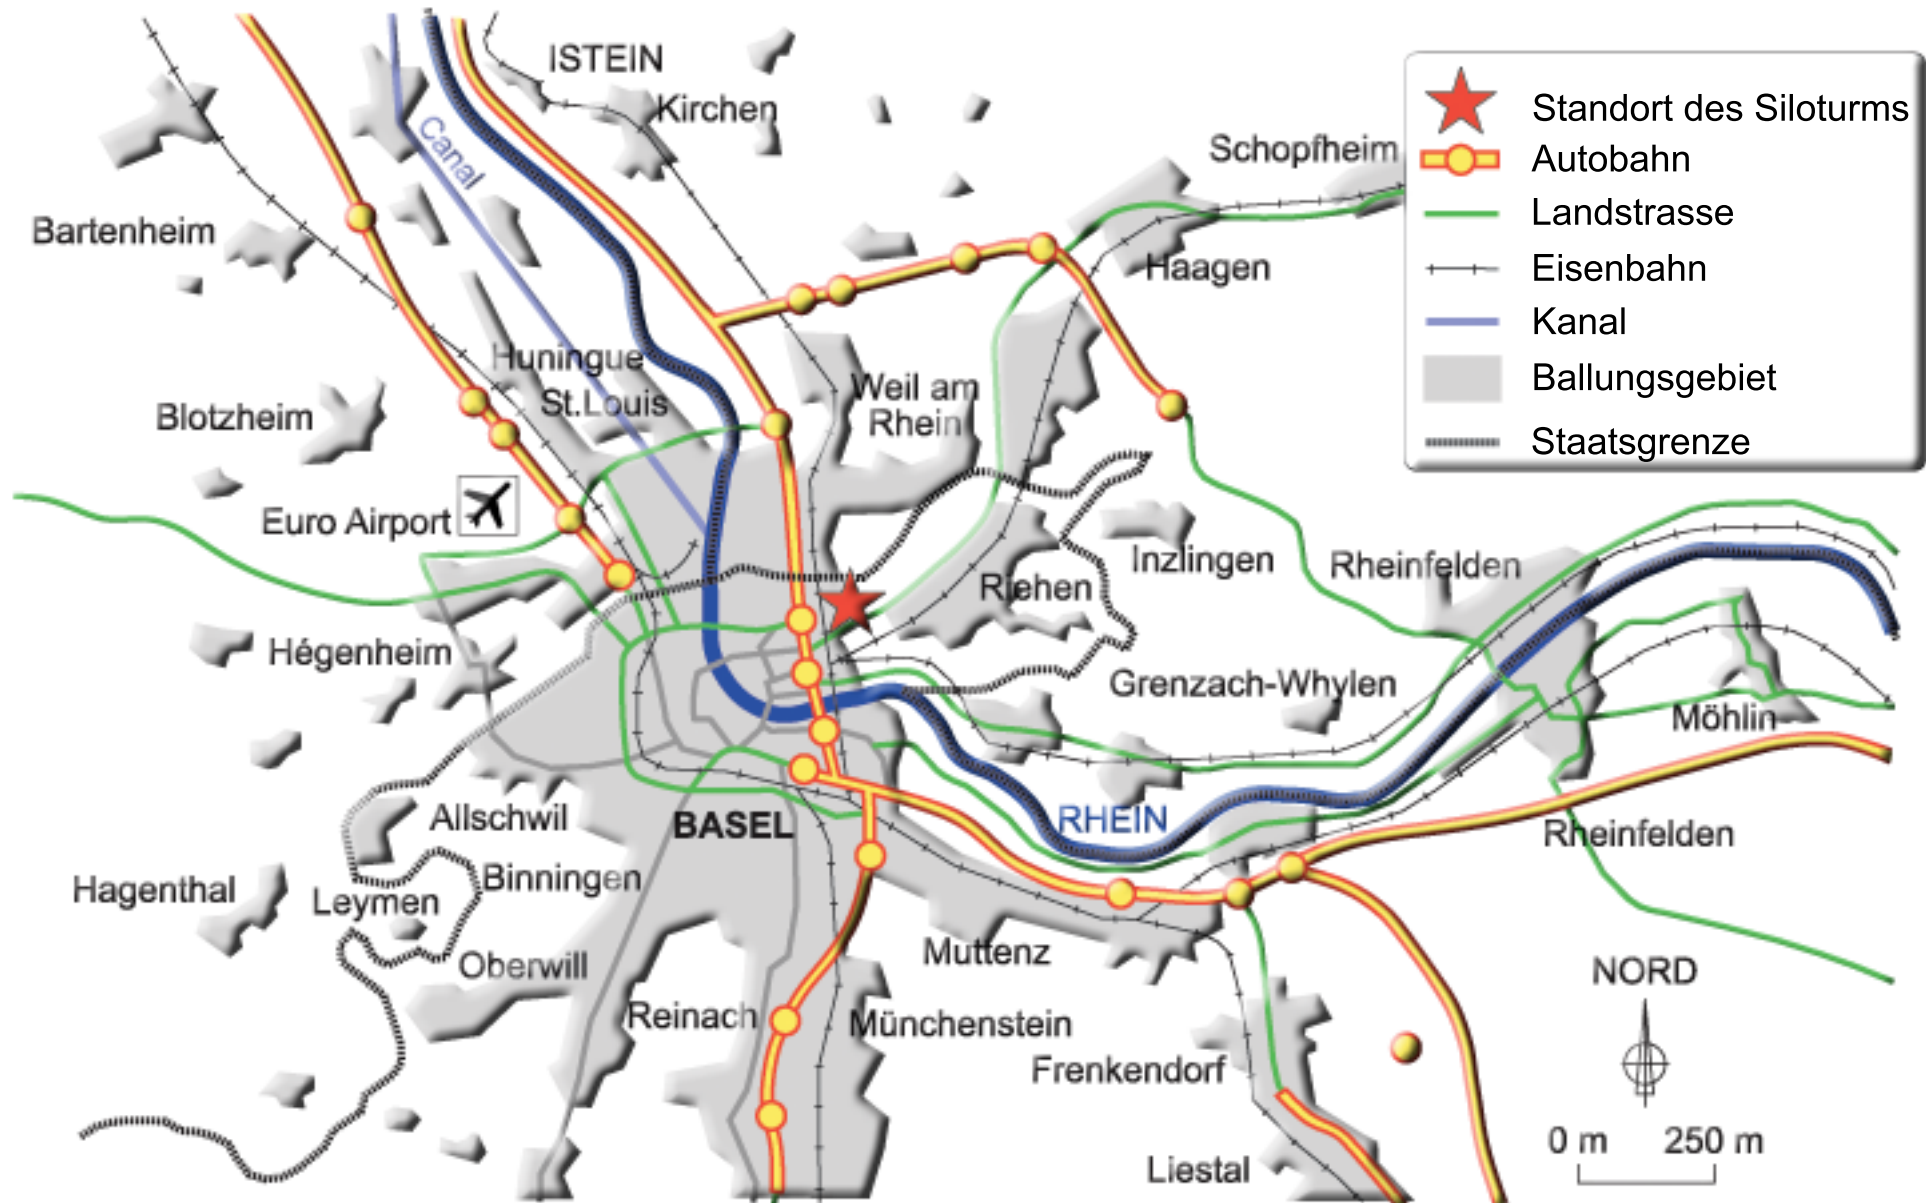 ISTEIN
Kirchen
Canal
Schopfheim
Bartenheim
Haagen
Huningue
St.Louis
Weil am
Rhein
Blotzheim
Euro Airport
Inzlingen
Riehen
Rheinfelden
Hégenheim
Grenzach-Whylen
Möhlin
Allschwil
BASEL
RHEIN
Rheinfelden
Hagenthal
Leymen
Binningen
Oberwill
Muttenz
Reinach
Münchenstein
Frenkendorf
Liestal
NORD
0 m 250 m
Standort des Siloturms
Autobahn
Landstrasse
Eisenbahn
Kanal
Ballungsgebiet
Staatsgrenze